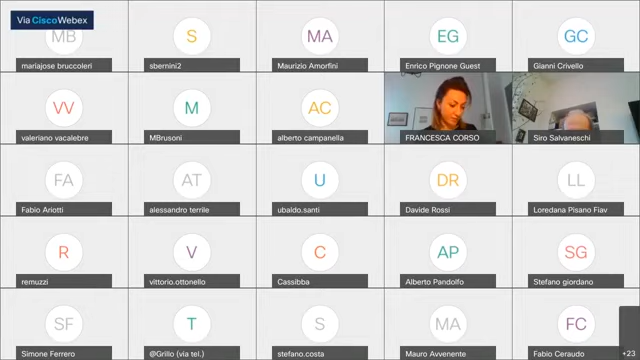 Via CiscoWebex
MB
S
MA
EG
GC
mariajose bruccoleri
sbernini2
Maurizio Amorfini
Enrico Pignone Guest
Gianni Crivello
VV
M
AC
valeriano vacalebre
MBrusoni
alberto campanella
FRANCESCA CORSO
Siro Salvaneschi
FA
AT
U
DR
LL
Fabio Ariotti
alessandro terrile
ubaldo.santi
Davide Rossi
Loredana Pisano Fiav
R
V
C
AP
SG
remuzzi
vittorio.ottonello
Cassibba
Alberto Pandolfo
Stefano giordano
SF
T
S
MA
FC
Simone Ferrero
@Grillo (via tel.)
stefano.costa
Mauro Avvenente
Fabio Ceraudo
+23